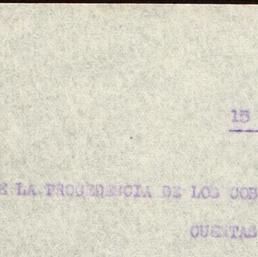 15
E LA PROCEDENCIA DE LOS COB
CUENTAS